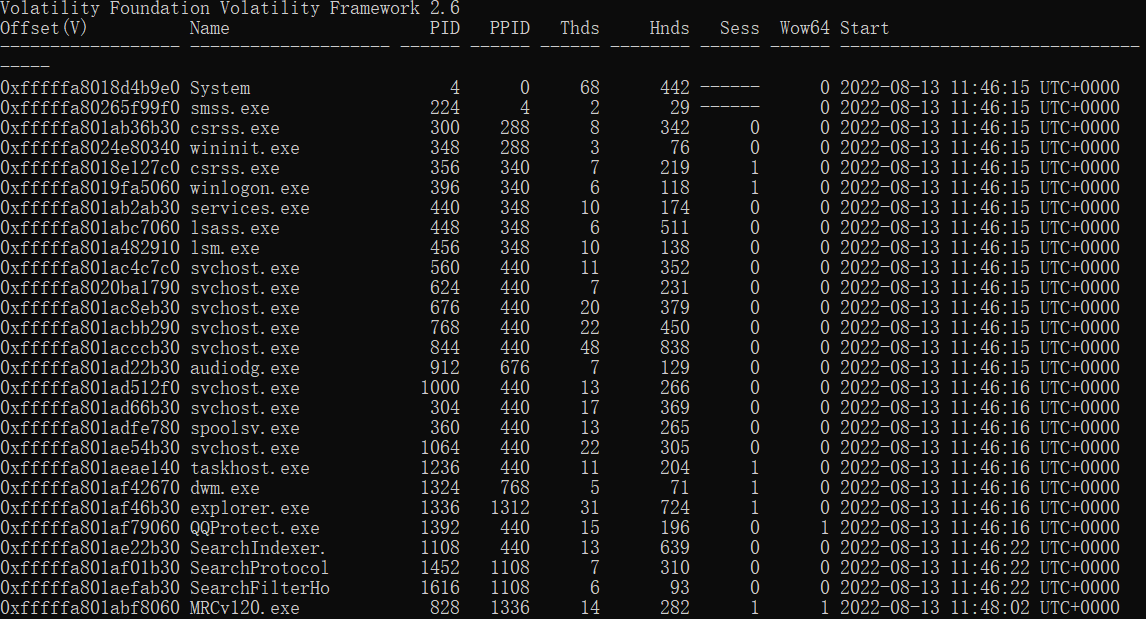 Volatility Foundation Volatility Framework 2.6
Offset(V)          Name                    PID   PPID   Thds     Hnds   Sess  Wow64 Start
------------------ -------------------- ------ ------ ------ -------- ------ ------ ------------------------------
-----
0xfffffa8018d4b9e0 System                    4      0     68      442 ------      0 2022-08-13 11:46:15 UTC+0000
0xfffffa80265f99f0 smss.exe                224      4      2       29 ------      0 2022-08-13 11:46:15 UTC+0000
0xfffffa801ab36b30 csrss.exe               300    288      8      342      0      0 2022-08-13 11:46:15 UTC+0000
0xfffffa8024e80340 wininit.exe             348    288      3       76      0      0 2022-08-13 11:46:15 UTC+0000
0xfffffa8018e127c0 csrss.exe               356    340      7      219      1      0 2022-08-13 11:46:15 UTC+0000
0xfffffa8019fa5060 winlogon.exe            396    340      6      118      1      0 2022-08-13 11:46:15 UTC+0000
0xfffffa801ab2ab30 services.exe            440    348     10      174      0      0 2022-08-13 11:46:15 UTC+0000
0xfffffa801abc7060 lsass.exe               448    348      6      511      0      0 2022-08-13 11:46:15 UTC+0000
0xfffffa801a482910 lsm.exe                 456    348     10      138      0      0 2022-08-13 11:46:15 UTC+0000
0xfffffa801ac4c7c0 svchost.exe             560    440     11      352      0      0 2022-08-13 11:46:15 UTC+0000
0xfffffa8020ba1790 svchost.exe             624    440      7      231      0      0 2022-08-13 11:46:15 UTC+0000
0xfffffa801ac8eb30 svchost.exe             676    440     20      379      0      0 2022-08-13 11:46:15 UTC+0000
0xfffffa801acbb290 svchost.exe             768    440     22      450      0      0 2022-08-13 11:46:15 UTC+0000
0xfffffa801acccb30 svchost.exe             844    440     48      838      0      0 2022-08-13 11:46:15 UTC+0000
0xfffffa801ad22b30 audiodg.exe             912    676      7      129      0      0 2022-08-13 11:46:15 UTC+0000
0xfffffa801ad512f0 svchost.exe            1000    440     13      266      0      0 2022-08-13 11:46:16 UTC+0000
0xfffffa801ad66b30 svchost.exe             304    440     17      369      0      0 2022-08-13 11:46:16 UTC+0000
0xfffffa801adfe780 spoolsv.exe             360    440     13      265      0      0 2022-08-13 11:46:16 UTC+0000
0xfffffa801ae54b30 svchost.exe            1064    440     22      305      0      0 2022-08-13 11:46:16 UTC+0000
0xfffffa801aeae140 taskhost.exe           1236    440     11      204      1      0 2022-08-13 11:46:16 UTC+0000
0xfffffa801af42670 dwm.exe                1324    768      5       71      1      0 2022-08-13 11:46:16 UTC+0000
0xfffffa801af46b30 explorer.exe           1336   1312     31      724      1      0 2022-08-13 11:46:16 UTC+0000
0xfffffa801af79060 QQProtect.exe          1392    440     15      196      0      1 2022-08-13 11:46:16 UTC+0000
0xfffffa801ae22b30 SearchIndexer.         1108    440     13      639      0      0 2022-08-13 11:46:22 UTC+0000
0xfffffa801af01b30 SearchProtocol         1452   1108      7      310      0      0 2022-08-13 11:46:22 UTC+0000
0xfffffa801aefab30 SearchFilterHo         1616   1108      6       93      0      0 2022-08-13 11:46:22 UTC+0000
0xfffffa801abf8060 MRCv120.exe             828   1336     14      282      1      1 2022-08-13 11:48:02 UTC+0000